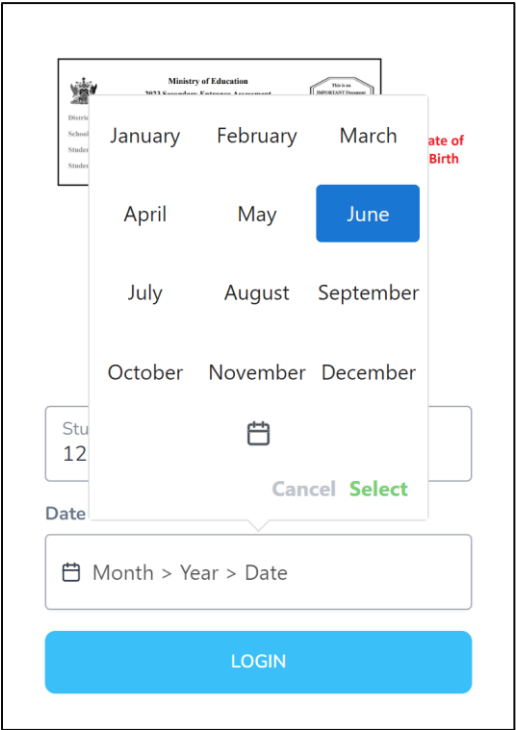 Ministry of Education
2023 Secondary Entrance Assessment
This is an
IMPORTANT Document
January February March
ate of
Birth
April May June
July August September
October November December
Stu
12
Cancel Select
Date
Month > Year > Date
LOGIN